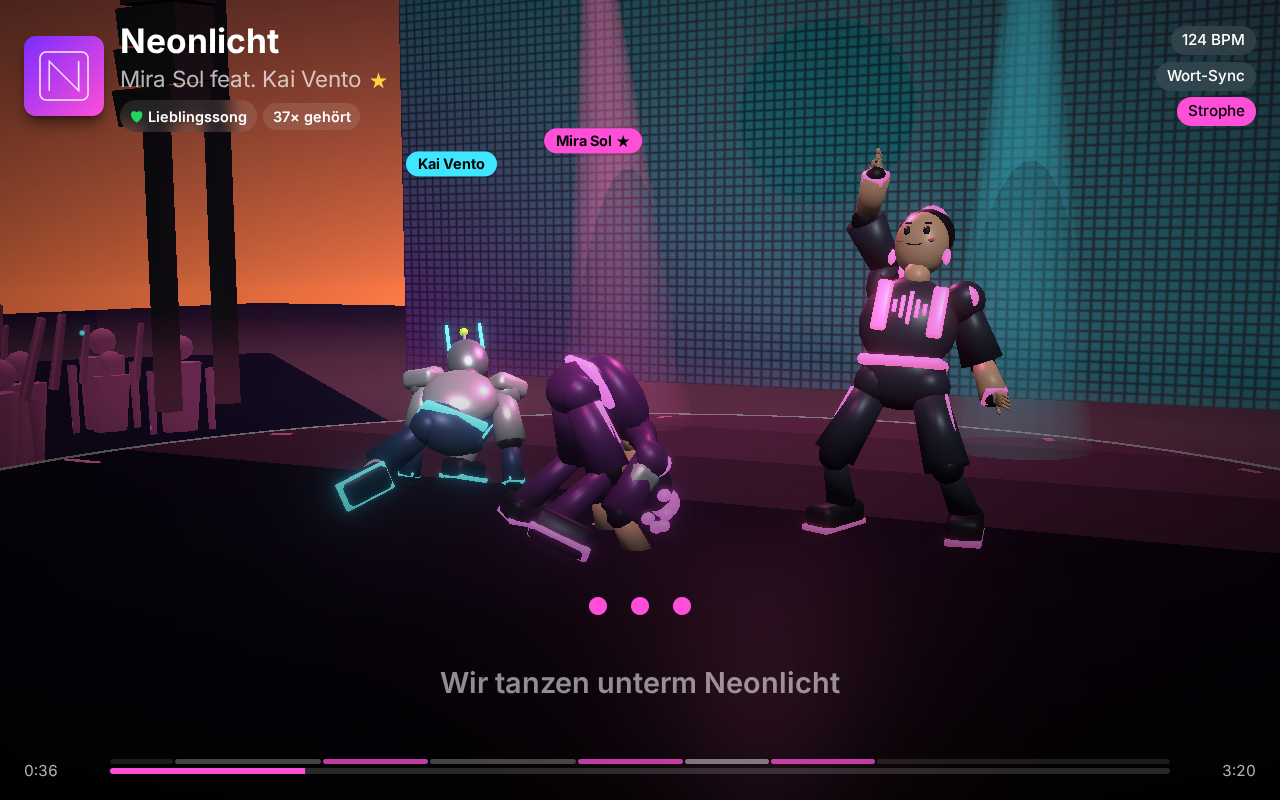 N
Neonlicht
Mira Sol feat. Kai Vento ★
Lieblingssong
37× gehört
124 BPM
Wort-Sync
Strophe
Mira Sol ★
Kai Vento
Wir tanzen unterm Neonlicht
0:36
3:20